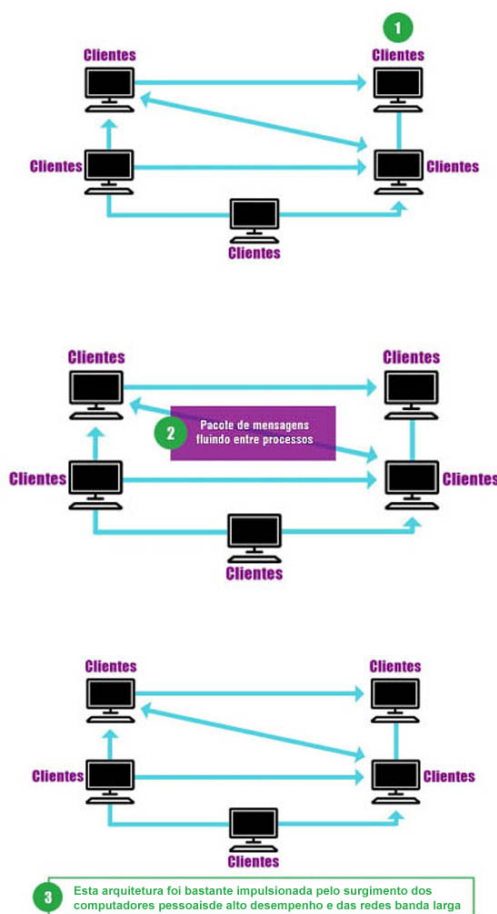 1
Clientes
Clientes
Clientes
Clientes
Clientes
Clientes
Clientes
2
Pacote de mensagens
fluindo entre processos
Clientes
Clientes
Clientes
Clientes
Clientes
Clientes
Clientes
Clientes
3
Esta arquitetura foi bastante impulsionada pelo surgimento dos
computadores pessoaisde alto desempenho e das redes banda larga